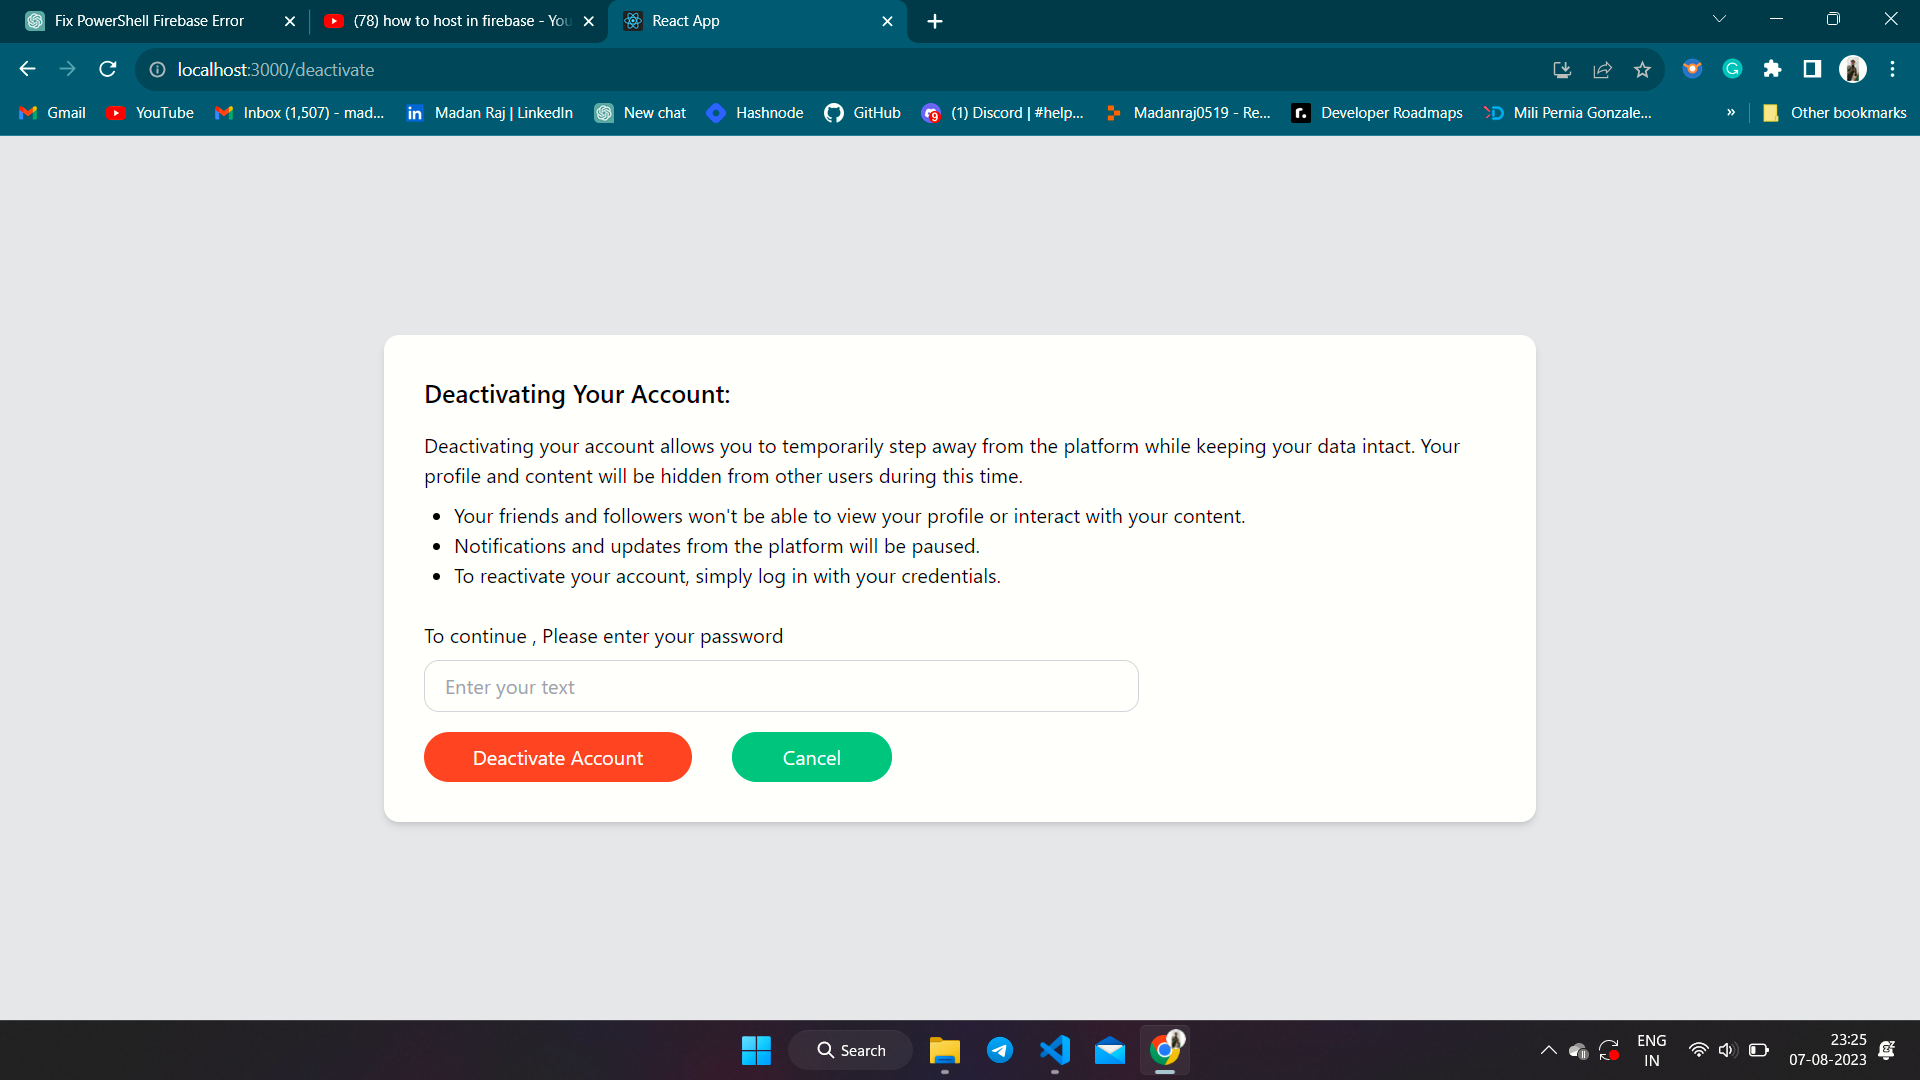 Fix PowerShell Firebase Error
(78) how to host in firebase - You
React App
localhost:3000/deactivate
Gmail
YouTube
Inbox (1,507) - mad...
Madan Raj | LinkedIn
New chat
Hashnode
GitHub
(1) Discord | #help...
Madanraj0519 - Re...
Developer Roadmaps
Mili Pernia Gonzale...
»
Other bookmarks
Deactivating Your Account:
Deactivating your account allows you to temporarily step away from the platform while keeping your data intact. Your
profile and content will be hidden from other users during this time.
Your friends and followers won't be able to view your profile or interact with your content.
Notifications and updates from the platform will be paused.
To reactivate your account, simply log in with your credentials.
To continue , Please enter your password
Enter your text
Deactivate Account
Cancel
Search
ENG
IN
23:25
07-08-2023